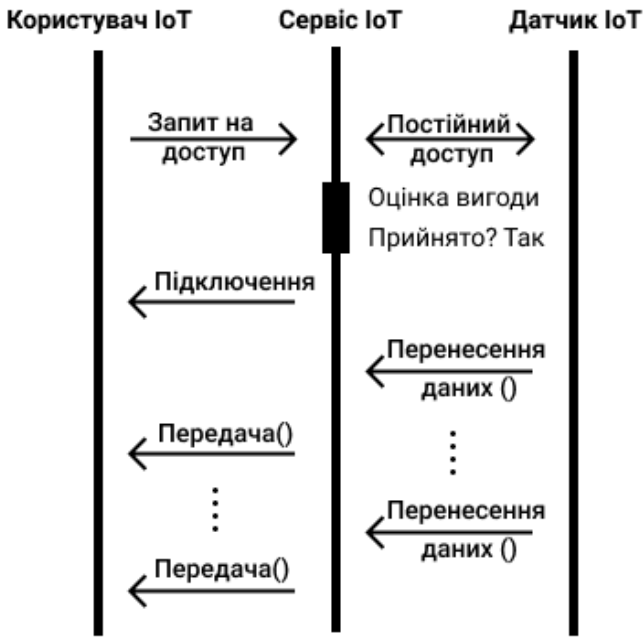 Користувач IoT
Сервіс IoT
Датчик IoT
Запит на
доступ
Постійний
доступ
Оцінка вигоди
Прийнято? Так
Підключення
Перенесення
даних ()
Передача()
Перенесення
даних ()
Передача()